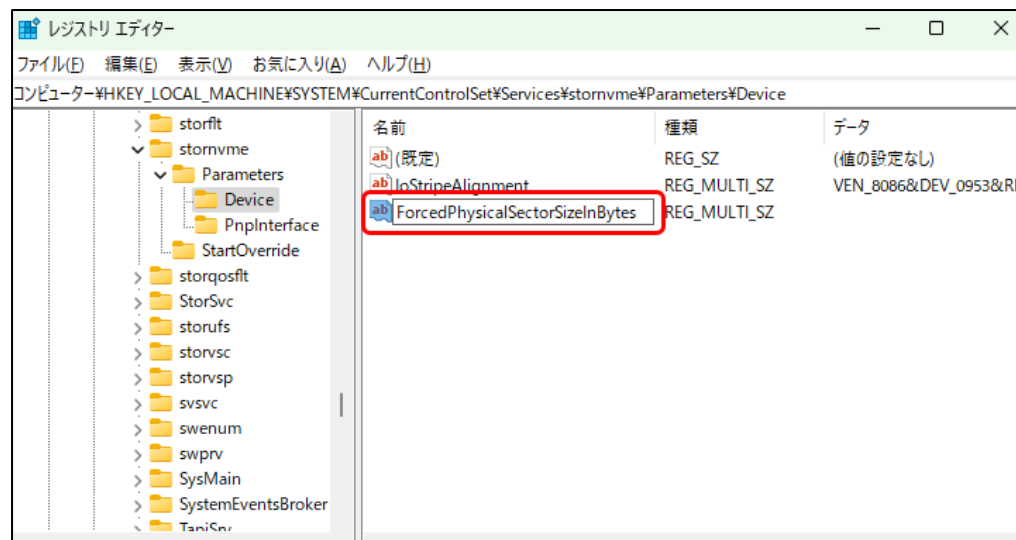 レジストリ エディター
ファイル(F) 編集(E) 表示(V) お気に入り(A) ヘルプ(H)
コンピューター¥HKEY_LOCAL_MACHINE¥SYSTEM¥CurrentControlSet¥Services¥stornvme¥Parameters¥Device
storflt
stornvme
Parameters
Device
PnpInterface
StartOverride
storqosflt
StorSvc
storufs
storvsc
storvsp
svsvc
swenum
swprv
SysMain
SystemEventsBroker
TapiSrv
名前 種類 データ
ab (既定) REG_SZ (値の設定なし)
ab IoStripeAlignment REG_MULTI_SZ VEN_8086&DEV_0953&R
ab ForcedPhysicalSectorSizeInBytes REG_MULTI_SZ